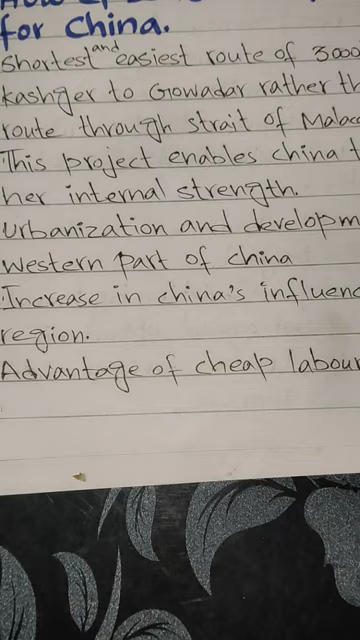 for China.
Shortest and easiest route of 3000
kashger to Gowadar rather th
route through strait of Malac
This project enables china t
her internal strength.
urbanization and developm
western part of china
Increase in china's influenc
region.
Advantage of cheap labour